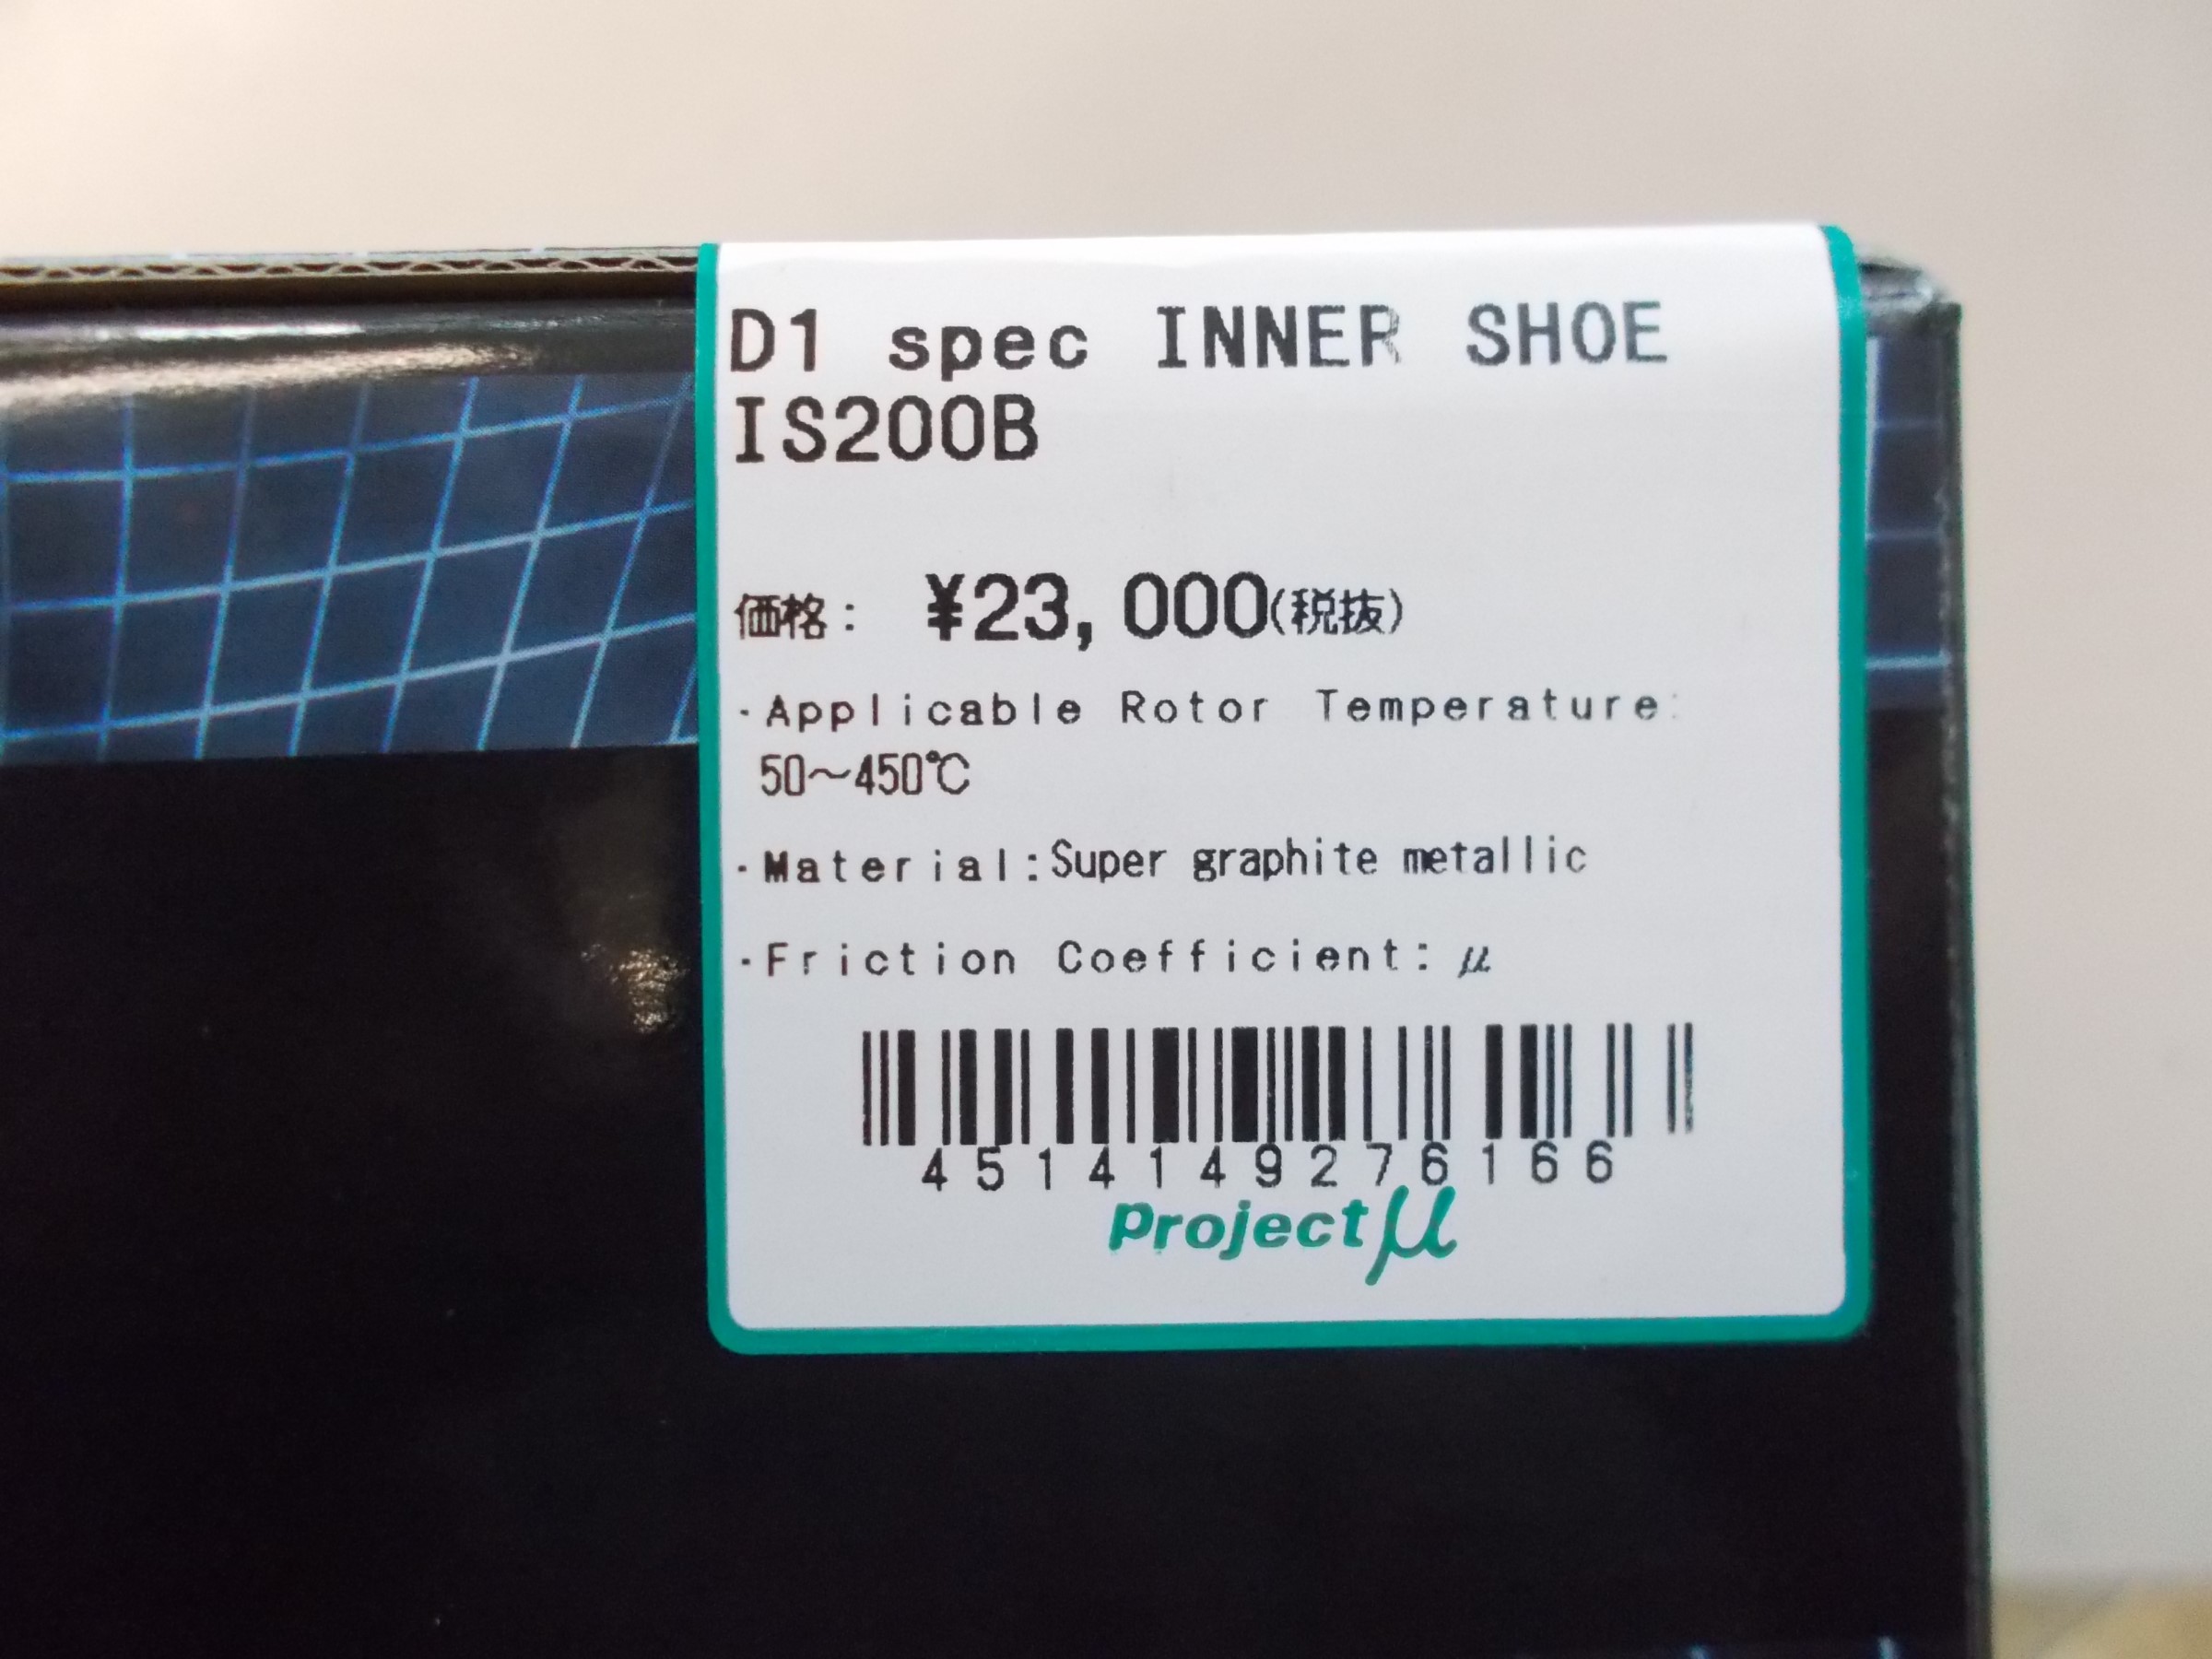 D1 spec INNER SHOE
IS200B
価格： ¥23,000(税抜)
・Applicable Rotor Temperature:
50～450℃
・Material:Super graphite metallic
・Friction Coefficient:μ
4514149276166
Projectμ